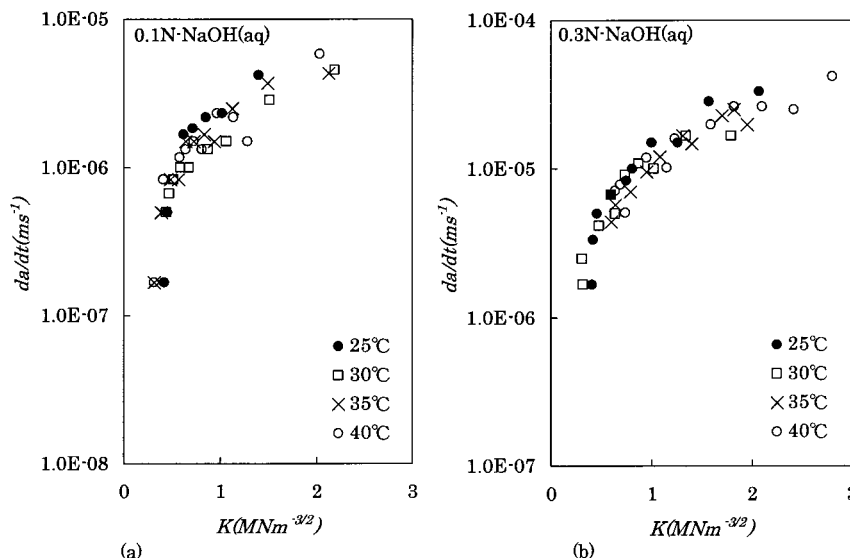 1.0E-05
0.1N-NaOH(aq)
1.0E-06
1.0E-07
1.0E-08
da/dt(ms⁻¹)
25℃
30℃
35℃
40℃
0 1 2 3
K(MNm⁻³/²)
(a)
1.0E-04
0.3N-NaOH(aq)
1.0E-05
1.0E-06
1.0E-07
da/dt(ms⁻¹)
25℃
30℃
35℃
40℃
0 1 2 3
K(MNm⁻³/²)
(b)